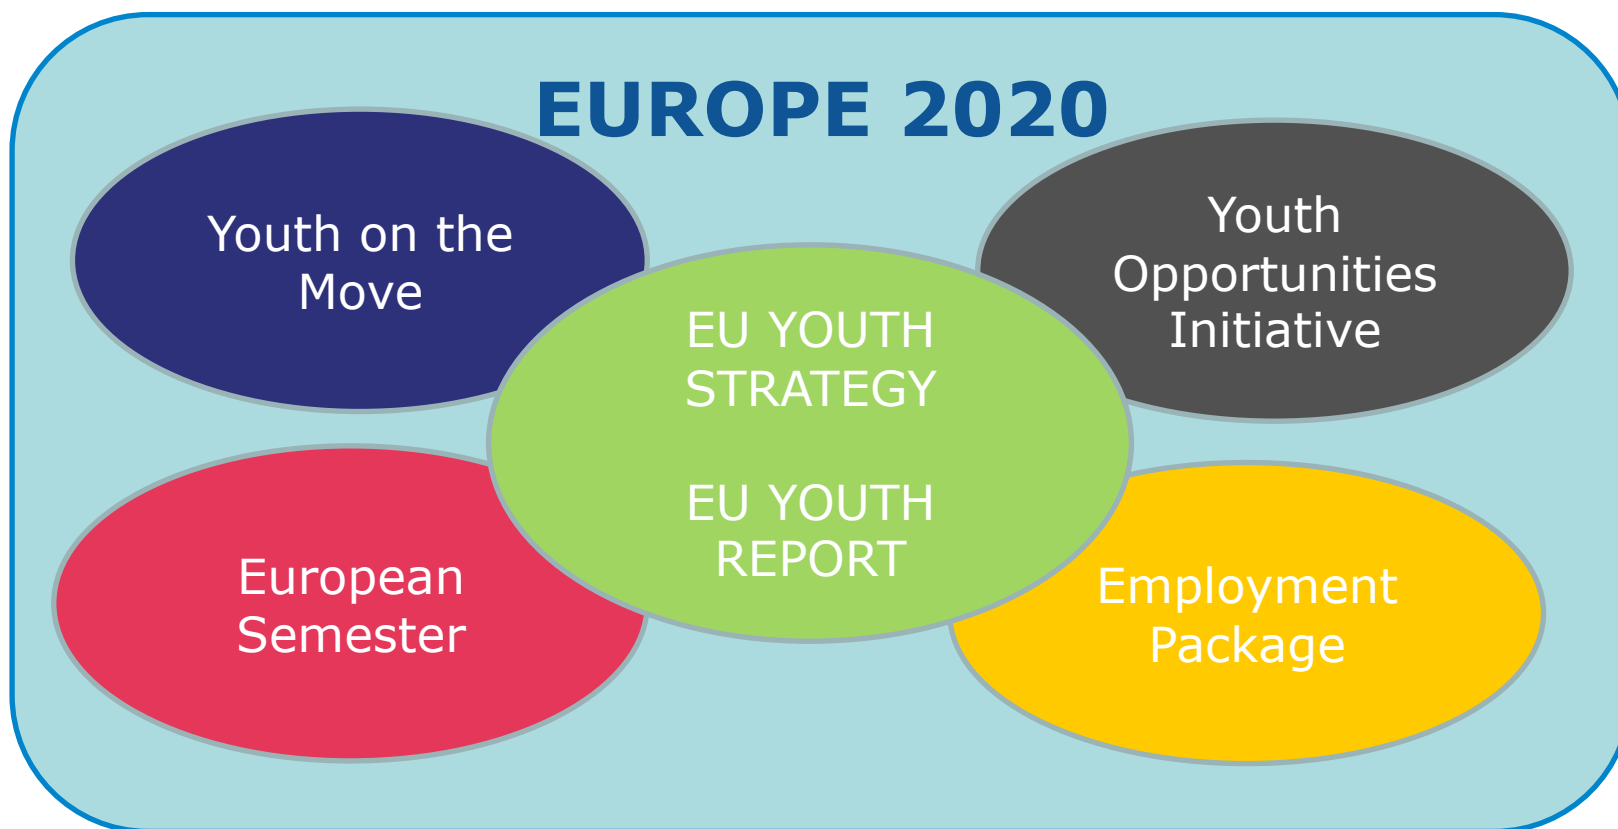 EUROPE 2020
Youth on the
Move
Youth
Opportunities
Initiative
EU YOUTH
STRATEGY
EU YOUTH
REPORT
European
Semester
Employment
Package